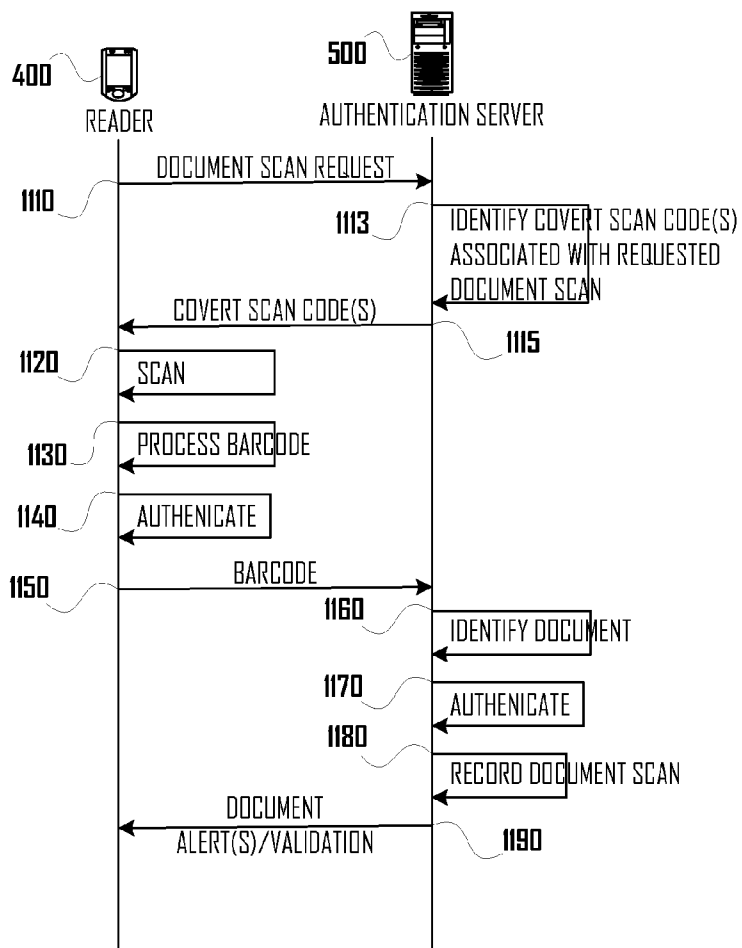 400
500
READER
AUTHENTICATION SERVER
1110
DOCUMENT SCAN REQUEST
1113
IDENTIFY COVERT SCAN CODE(S)
ASSOCIATED WITH REQUESTED
DOCUMENT SCAN
COVERT SCAN CODE(S)
1115
1120
SCAN
1130
PROCESS BARCODE
1140
AUTHENICATE
1150
BARCODE
1160
IDENTIFY DOCUMENT
1170
AUTHENICATE
1180
RECORD DOCUMENT SCAN
DOCUMENT
ALERT(S)/VALIDATION
1190